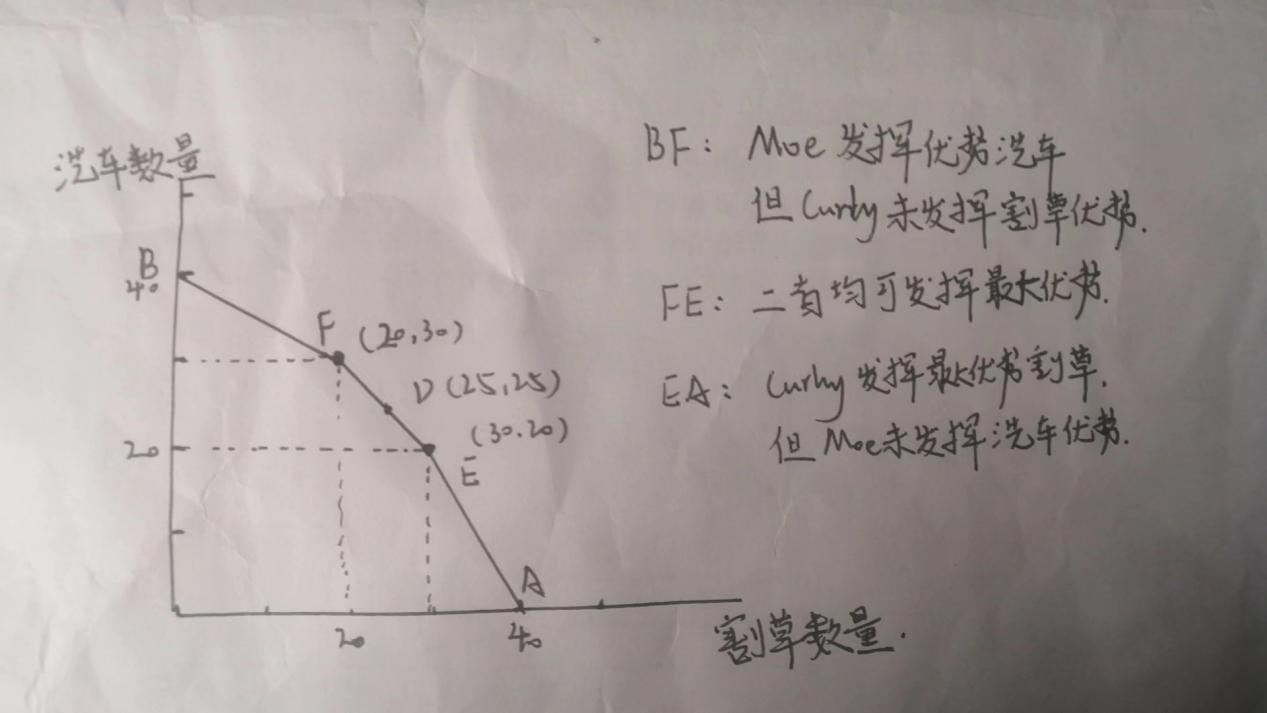 洗车数量
B
40
F (20,30)
D (25,25)
(30.20)
E
20
A
20
40
割草数量.
BF: Moe 发挥优势洗车
但 Curly 未发挥割草优势.
FE: 二者均可发挥最大优势.
EA: Curly 发挥最大优势割草.
但 Moe 未发挥洗车优势.